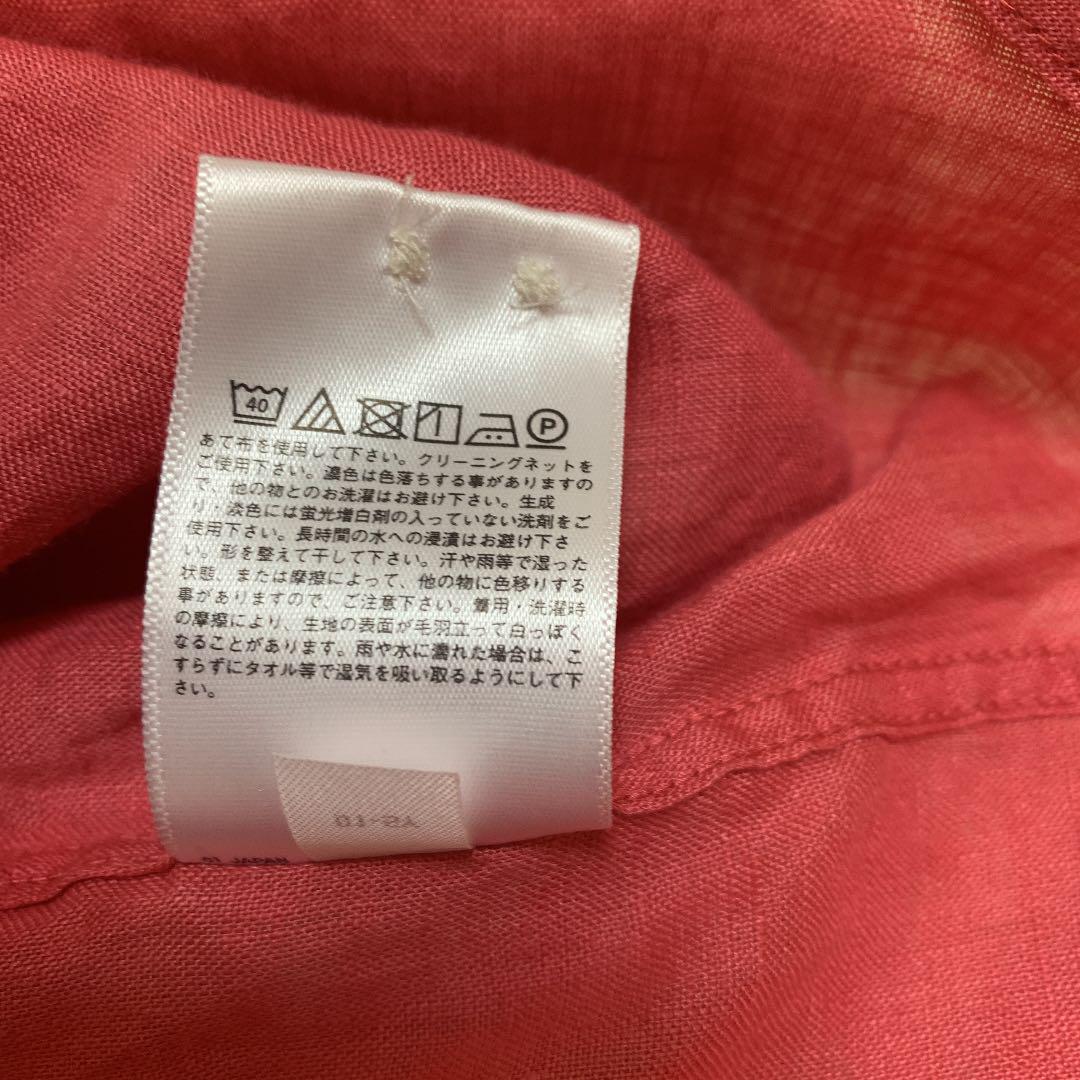 40 P
あて布を使用して下さい。クリーニングネットを
ご使用下さい。濃色は色落ちする事がありますの
で、他の物とのお洗濯はお避け下さい。生成
り・淡色には蛍光増白剤の入っていない洗剤をご
使用下さい。長時間の水への浸漬はお避け下さ
い。形を整えて干して下さい。汗や雨等で湿った
状態、または摩擦によって、他の物に色移りする
事がありますので、ご注意下さい。着用・洗濯時
の摩擦により、生地の表面が毛羽立って白っぽく
なることがあります。雨や水に濡れた場合は、こ
すらずにタオル等で湿気を吸い取るようにして下
さい。
01 JAPAN